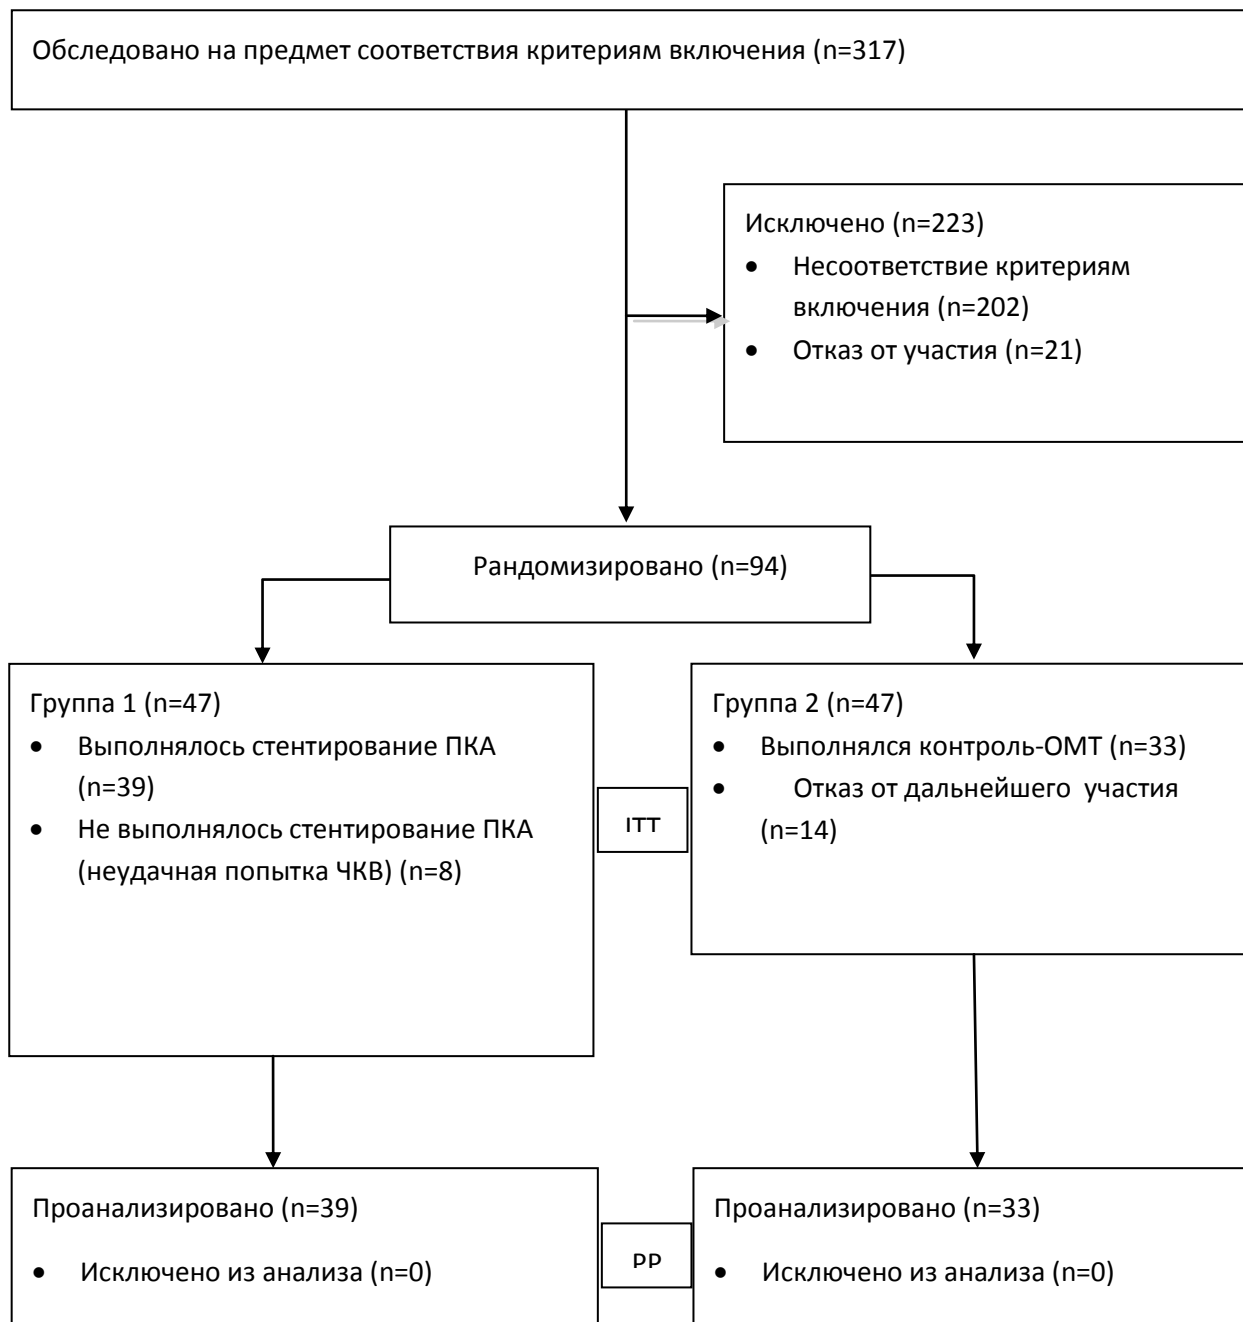 Обследовано на предмет соответствия критериям включения (n=317)
Исключено (n=223)
• Несоответствие критериям
включения (n=202)
• Отказ от участия (n=21)
Рандомизировано (n=94)
Группа 1 (n=47)
• Выполнялось стентирование ПКА
(n=39)
• Не выполнялось стентирование ПКА
(неудачная попытка ЧКВ) (n=8)
ITT
Группа 2 (n=47)
• Выполнялся контроль-ОМТ (n=33)
• Отказ от дальнейшего участия
(n=14)
Проанализировано (n=39)
• Исключено из анализа (n=0)
PP
Проанализировано (n=33)
• Исключено из анализа (n=0)